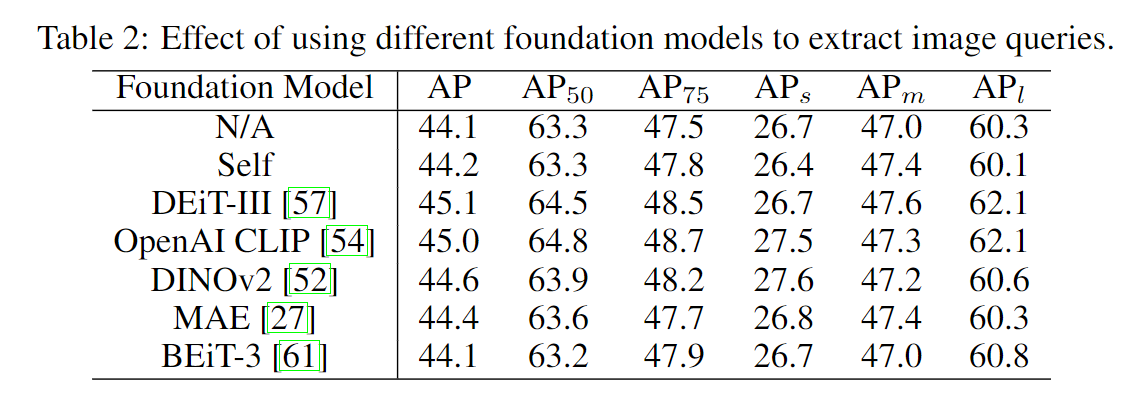 Table 2: Effect of using different foundation models to extract image queries.
Foundation Model AP AP50 AP75 APs APm APl
N/A 44.1 63.3 47.5 26.7 47.0 60.3
Self 44.2 63.3 47.8 26.4 47.4 60.1
DEiT-III [57] 45.1 64.5 48.5 26.7 47.6 62.1
OpenAI CLIP [54] 45.0 64.8 48.7 27.5 47.3 62.1
DINOv2 [52] 44.6 63.9 48.2 27.6 47.2 60.6
MAE [27] 44.4 63.6 47.7 26.8 47.4 60.3
BEiT-3 [61] 44.1 63.2 47.9 26.7 47.0 60.8